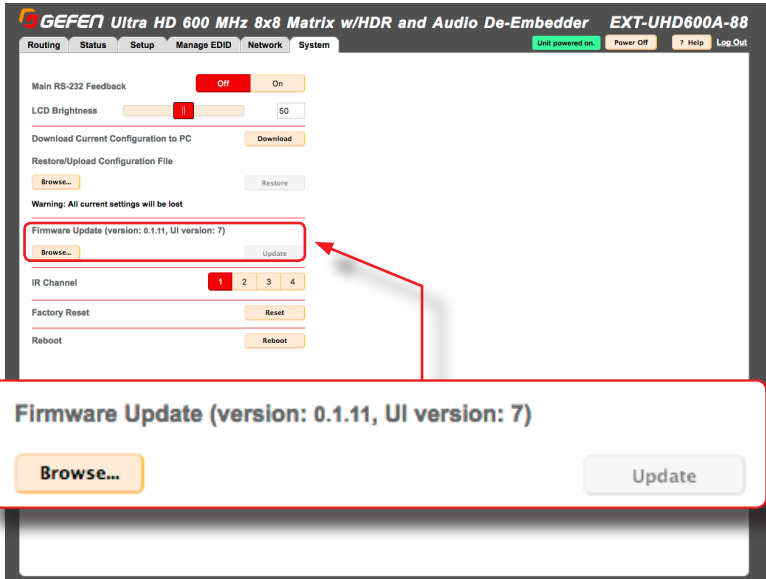 GEFEN Ultra HD 600 MHz 8x8 Matrix w/HDR and Audio De-Embedder EXT-UHD600A-88
Routing Status Setup Manage EDID Network System Unit powered on. Power Off ? Help Log Out
Main RS-232 Feedback Off On
LCD Brightness 50
Download Current Configuration to PC Download
Restore/Upload Configuration File
Browse... Restore
Warning: All current settings will be lost
Firmware Update (version: 0.1.11, UI version: 7)
Browse... Update
IR Channel 1 2 3 4
Factory Reset Reset
Reboot Reboot
Firmware Update (version: 0.1.11, UI version: 7)
Browse... Update